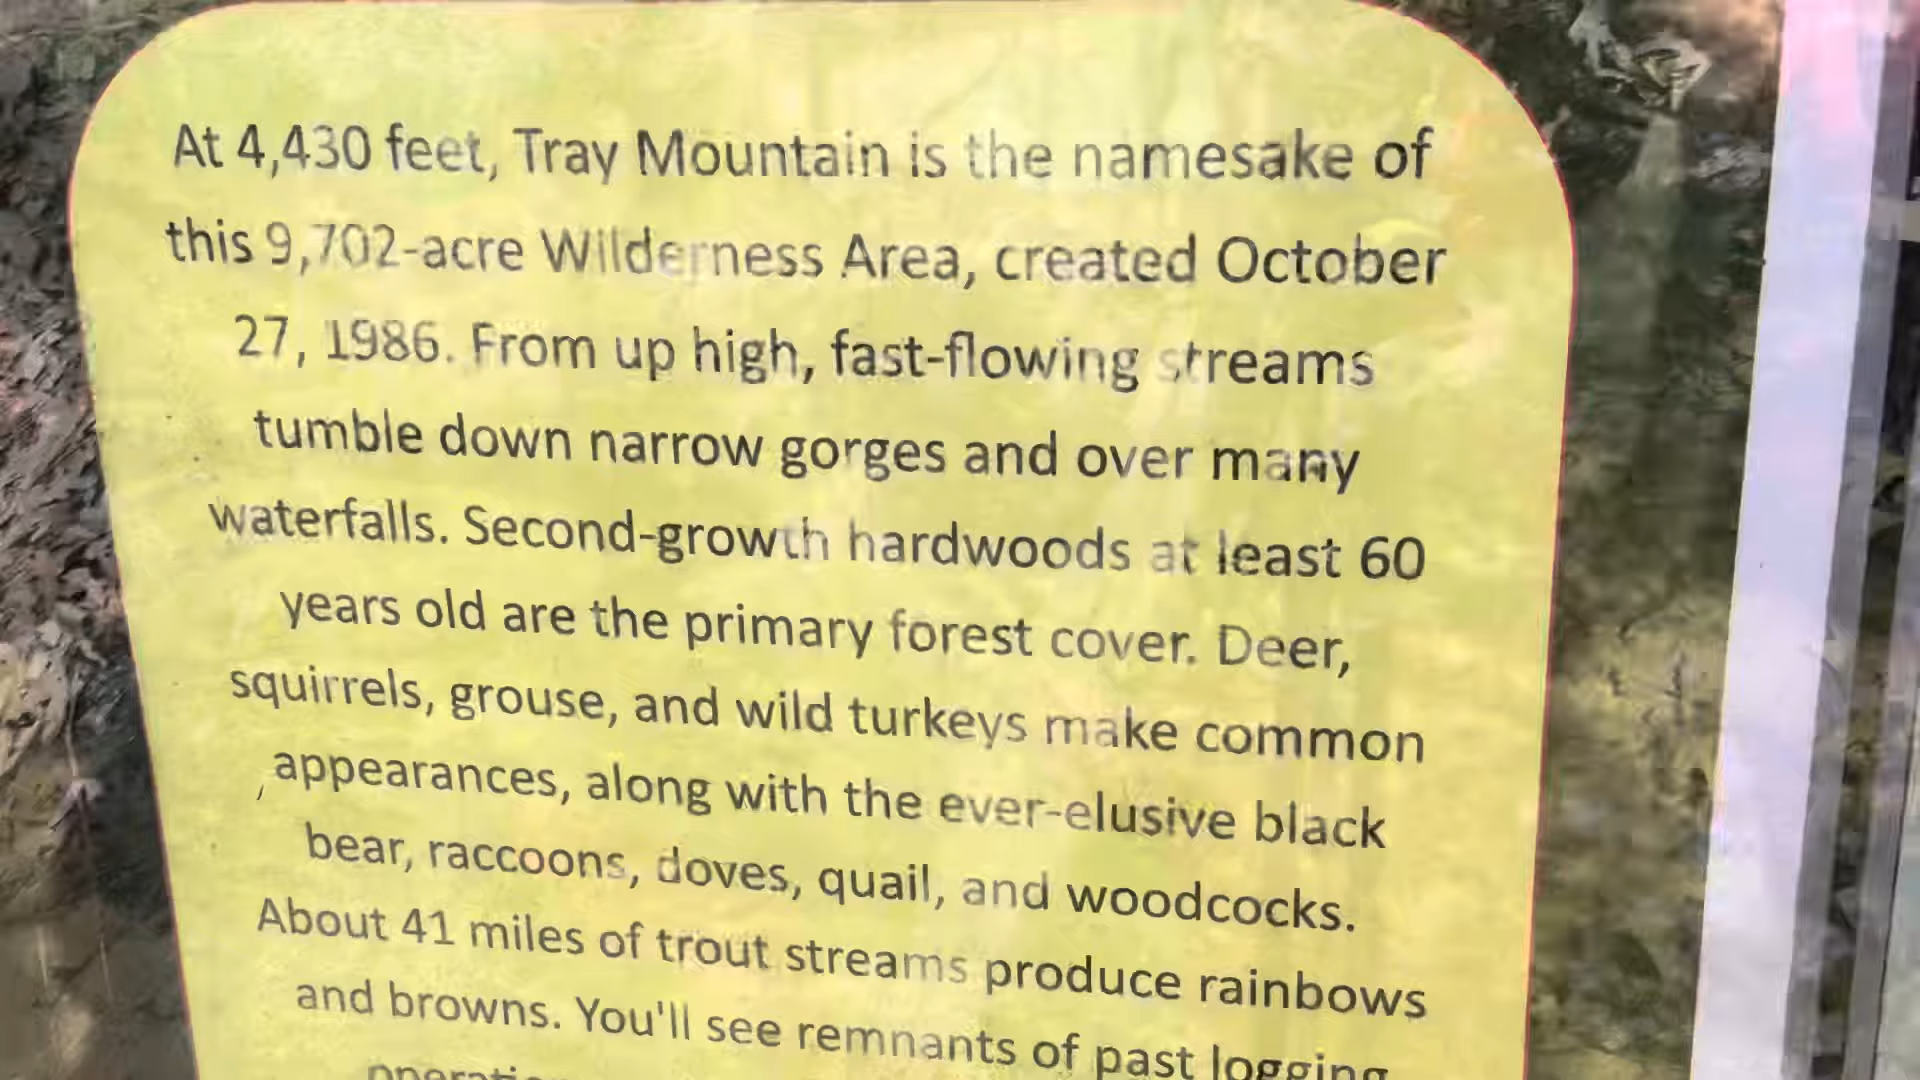 At 4,430 feet, Tray Mountain is the namesake of
this 9,702-acre Wilderness Area, created October
27, 1986. From up high, fast-flowing streams
tumble down narrow gorges and over many
waterfalls. Second-growth hardwoods at least 60
years old are the primary forest cover. Deer,
squirrels, grouse, and wild turkeys make common
appearances, along with the ever-elusive black
bear, raccoons, doves, quail, and woodcocks.
About 41 miles of trout streams produce rainbows
and browns. You'll see remnants of past logging